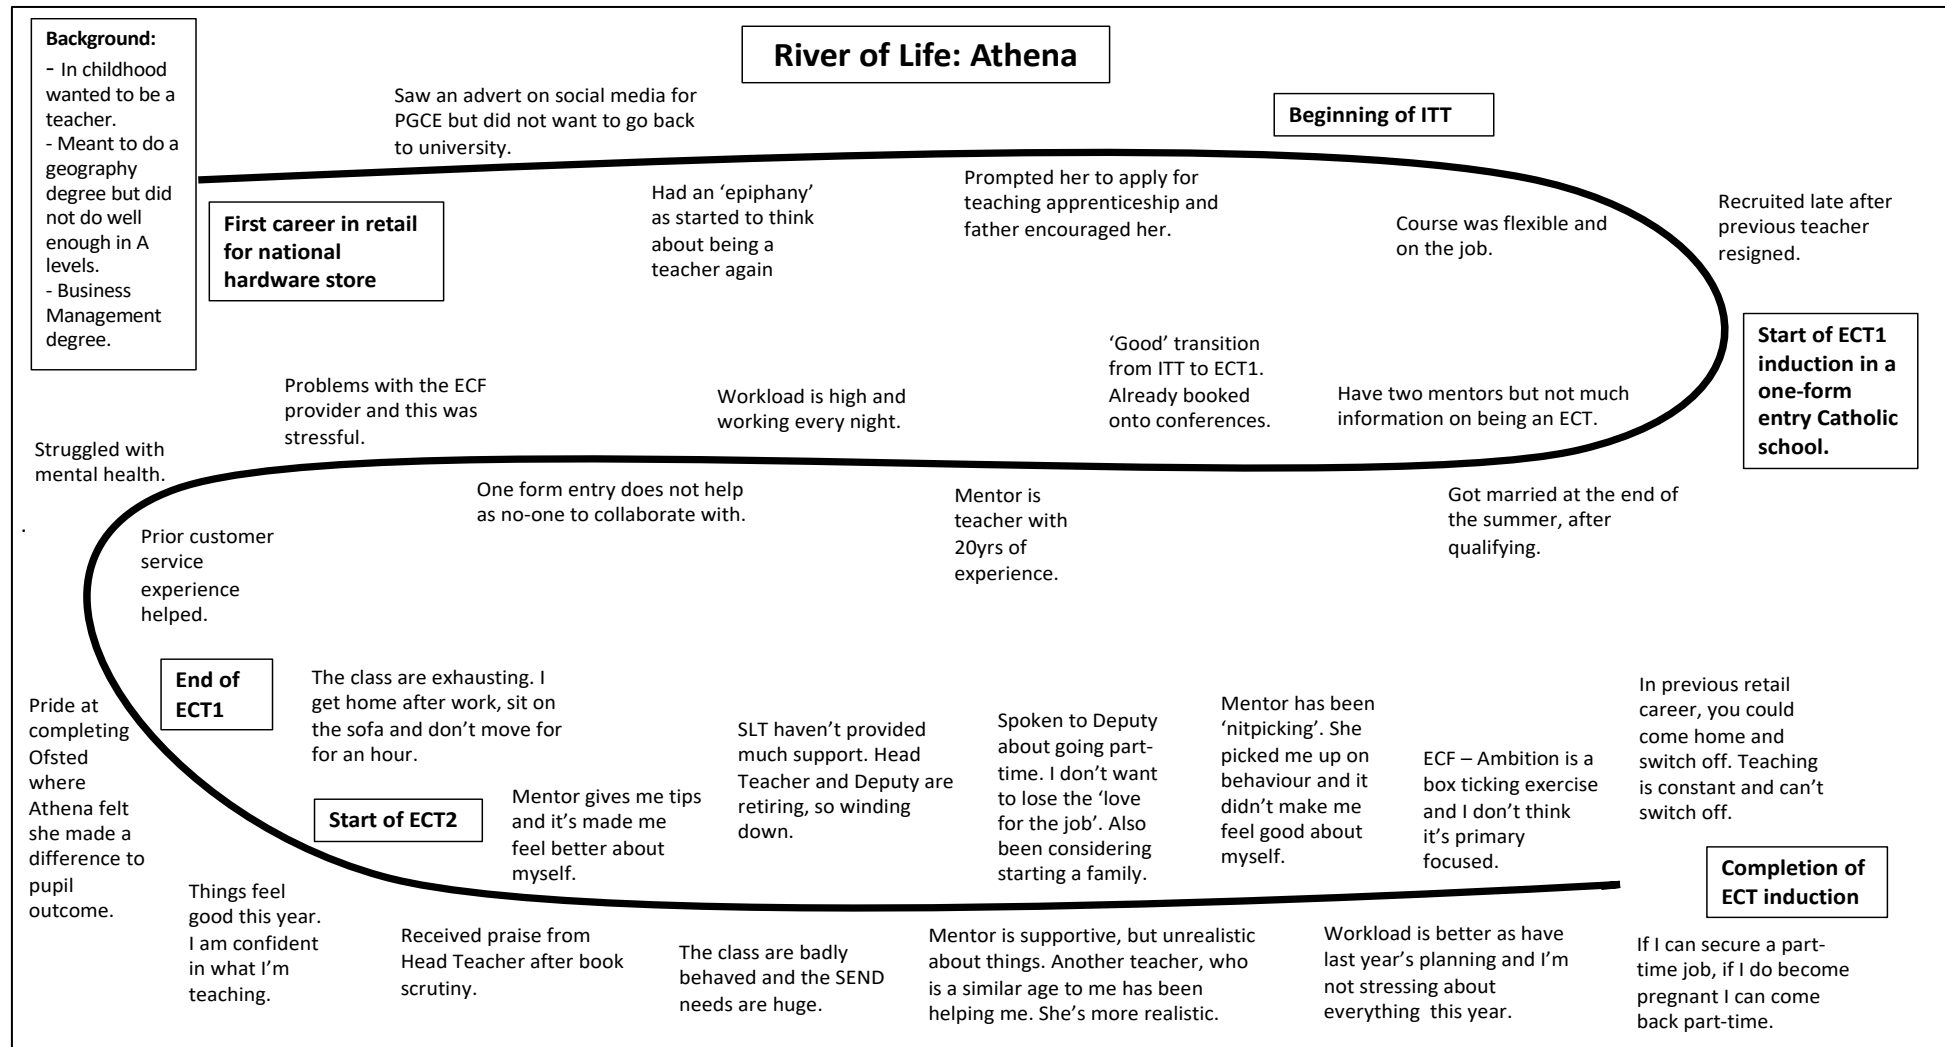 Background:
- In childhood
wanted to be a
teacher.
- Meant to do a
geography
degree but did
not do well
enough in A
levels.
- Business
Management
degree.
River of Life: Athena
Saw an advert on social media for
PGCE but did not want to go back
to university.
Beginning of ITT
First career in retail
for national
hardware store
Had an ‘epiphany’
as started to think
about being a
teacher again
Prompted her to apply for
teaching apprenticeship and
father encouraged her.
Course was flexible and
on the job.
Recruited late after
previous teacher
resigned.
Start of ECT1
induction in a
one-form
entry Catholic
school.
Have two mentors but not much
information on being an ECT.
‘Good’ transition
from ITT to ECT1.
Already booked
onto conferences.
Workload is high and
working every night.
Problems with the ECF
provider and this was
stressful.
Struggled with
mental health.
.
Got married at the end of
the summer, after
qualifying.
Mentor is
teacher with
20yrs of
experience.
One form entry does not help
as no-one to collaborate with.
Prior customer
service
experience
helped.
End of
ECT1
Pride at
completing
Ofsted
where
Athena felt
she made a
difference to
pupil
outcome.
The class are exhausting. I
get home after work, sit on
the sofa and don’t move for
for an hour.
Start of ECT2
Mentor gives me tips
and it’s made me
feel better about
myself.
SLT haven’t provided
much support. Head
Teacher and Deputy are
retiring, so winding
down.
Spoken to Deputy
about going part-
time. I don’t want
to lose the ‘love
for the job’. Also
been considering
starting a family.
Mentor has been
‘nitpicking’. She
picked me up on
behaviour and it
didn’t make me
feel good about
myself.
ECF – Ambition is a
box ticking exercise
and I don’t think
it’s primary
focused.
In previous retail
career, you could
come home and
switch off. Teaching
is constant and can’t
switch off.
Completion of
ECT induction
Things feel
good this year.
I am confident
in what I’m
teaching.
Received praise from
Head Teacher after book
scrutiny.
The class are badly
behaved and the SEND
needs are huge.
Mentor is supportive, but unrealistic
about things. Another teacher, who
is a similar age to me has been
helping me. She’s more realistic.
Workload is better as have
last year’s planning and I’m
not stressing about
everything this year.
If I can secure a part-
time job, if I do become
pregnant I can come
back part-time.